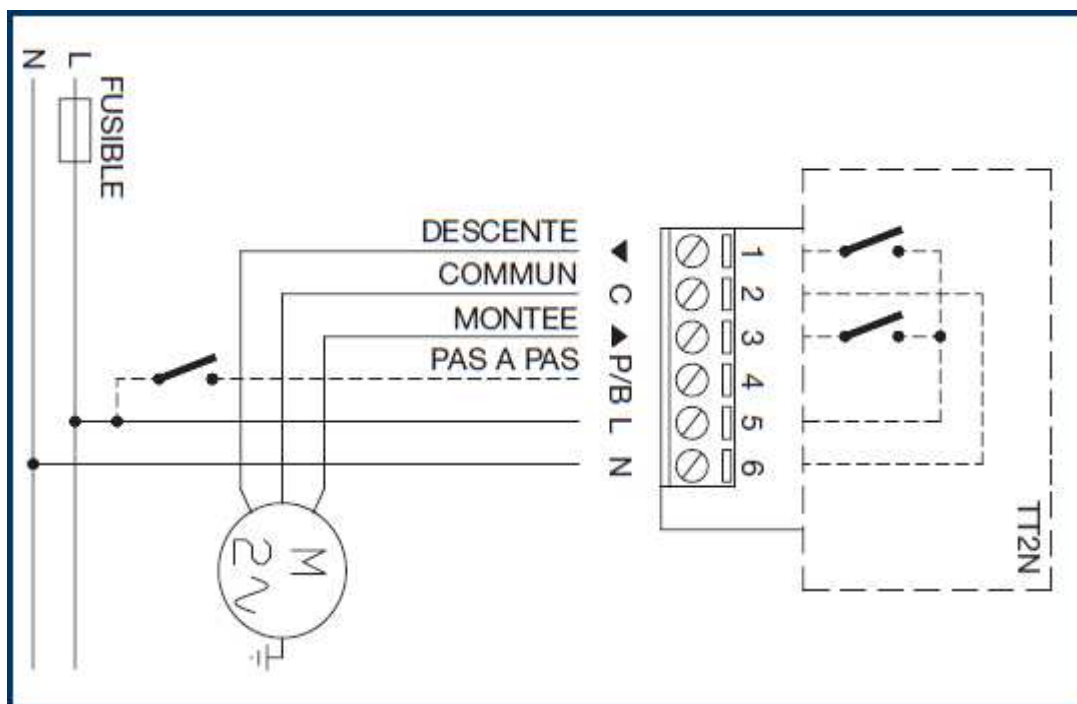 N L
FUSIBLE
DESCENTE ▼ 1
COMMUN C 2
MONTEE ▲ 3
PAS A PAS P/B 4
L 5
N 6
TT2N
M
2